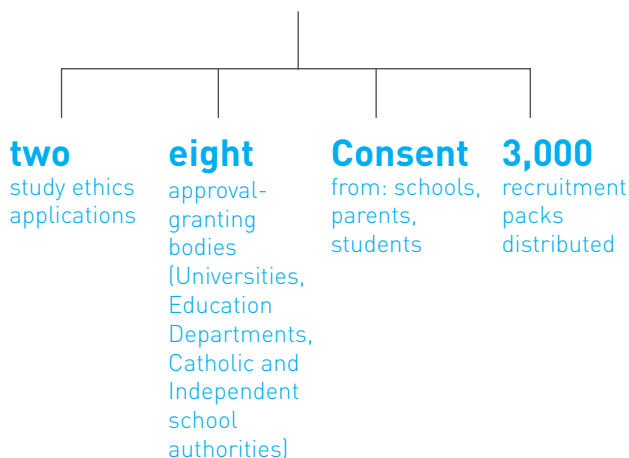 two
study ethics
applications
eight
approval-
granting
bodies
(Universities,
Education
Departments,
Catholic and
Independent
school
authorities)
Consent
from: schools,
parents,
students
3,000
recruitment
packs
distributed